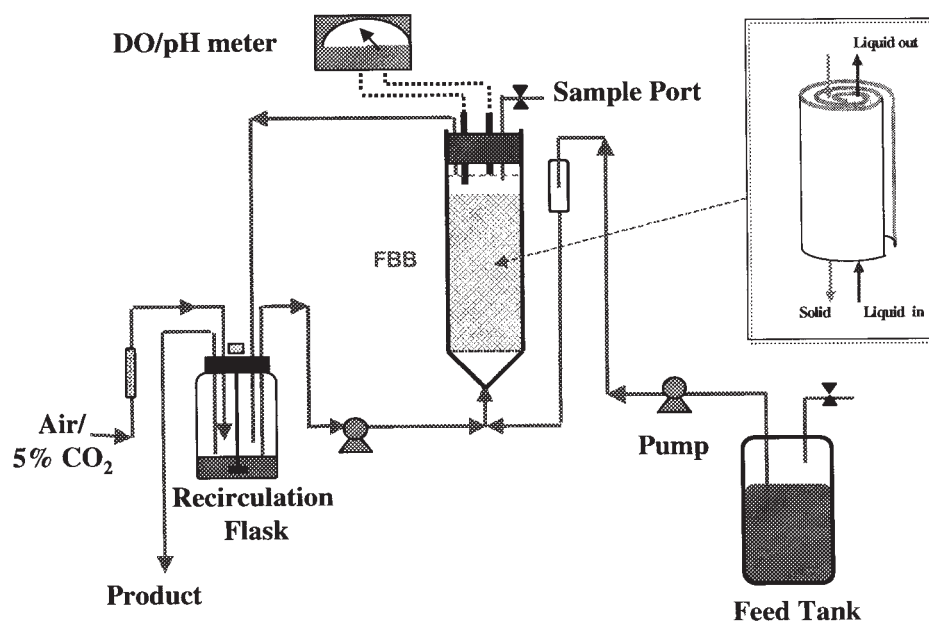 DO/pH meter
Liquid out
Sample Port
FBB
Solid
Liquid in
Air/
5% CO₂
Pump
Recirculation
Flask
Product
Feed Tank